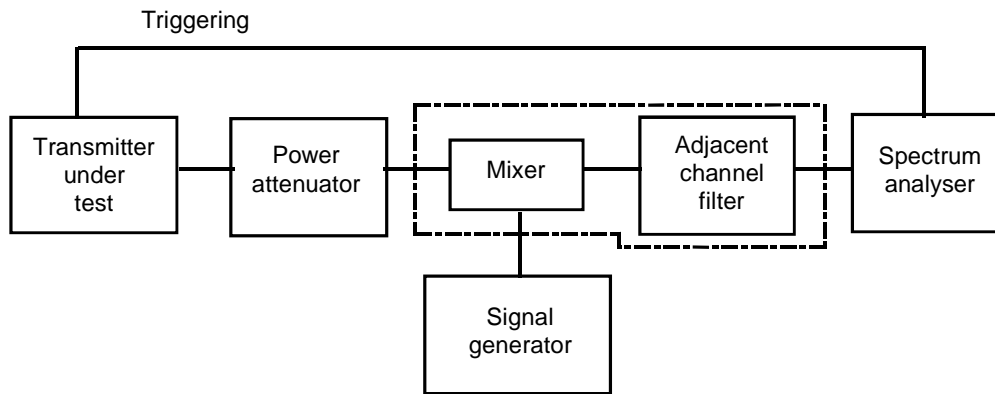 Triggering
Transmitter
under
test
Power
attenuator
Mixer
Adjacent
channel
filter
Spectrum
analyser
Signal
generator